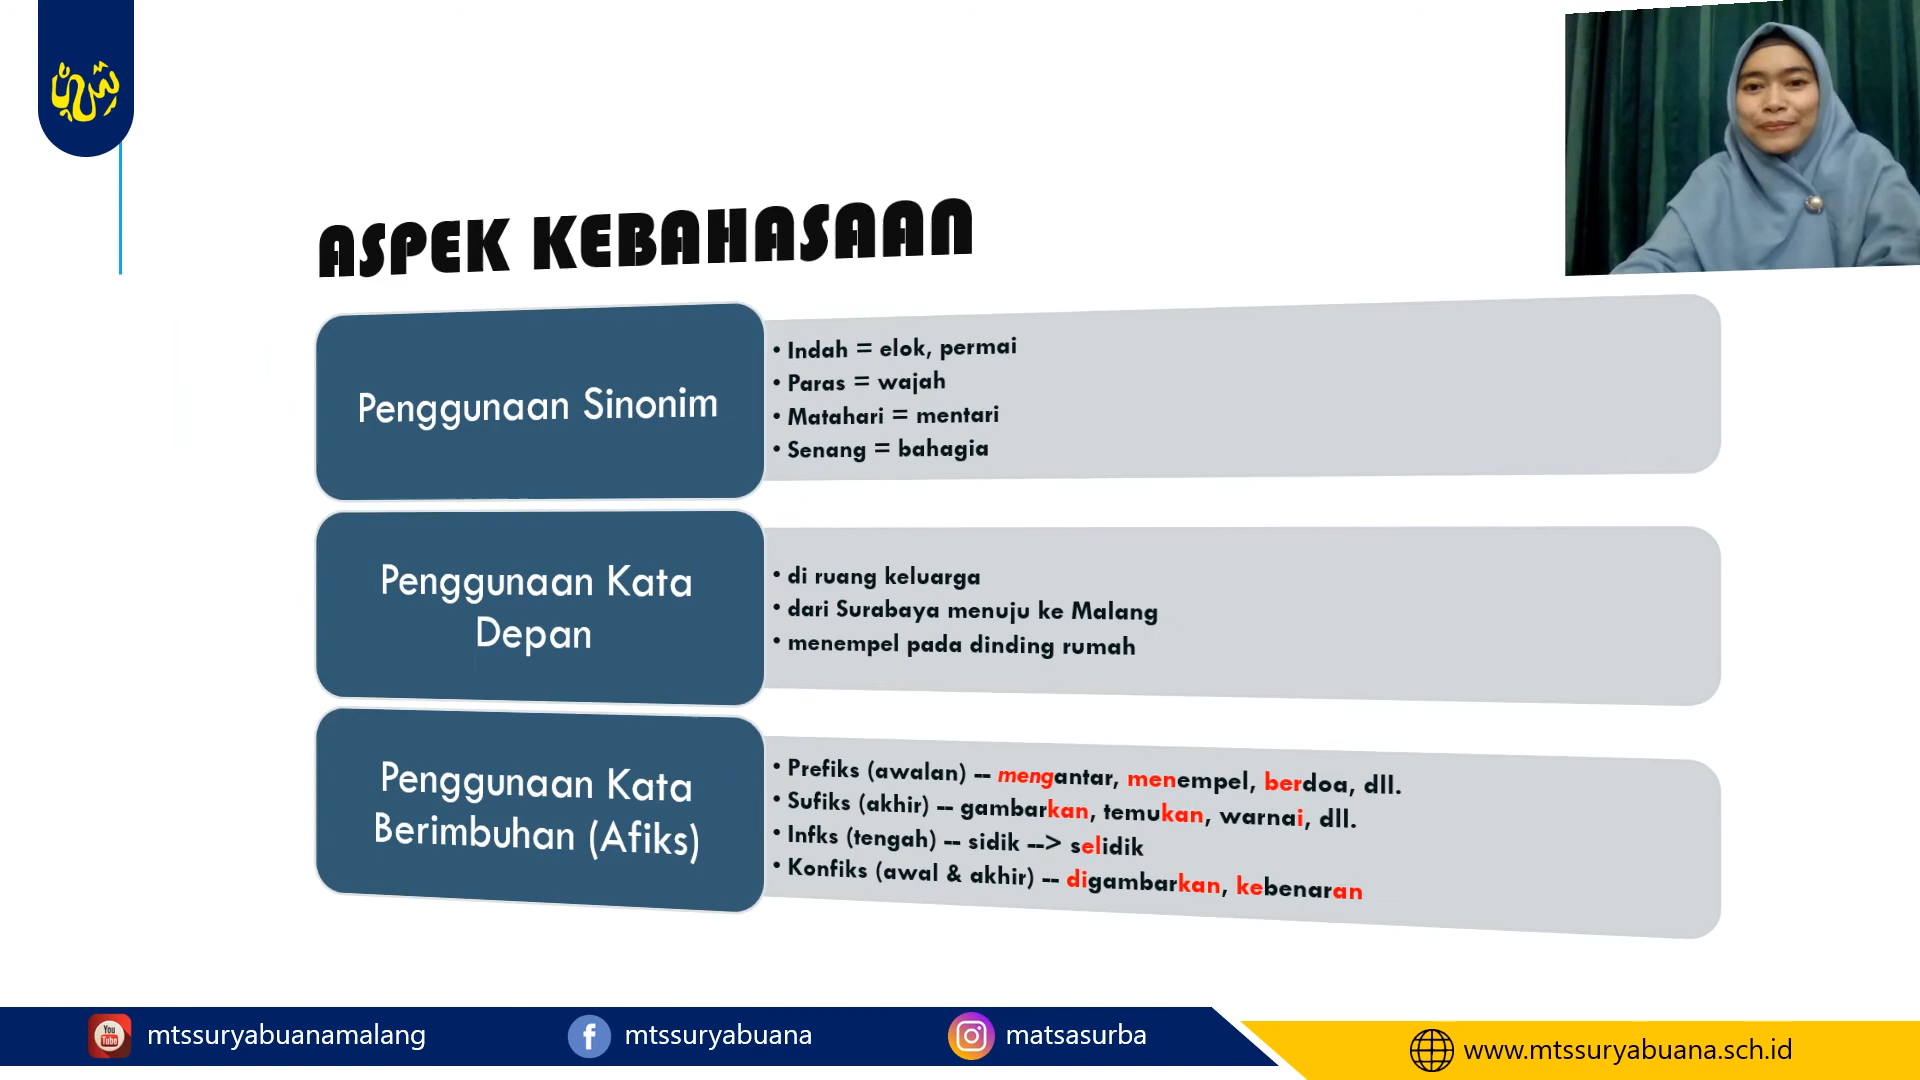 ASPEK KEBAHASAAN
Penggunaan Sinonim
• Indah = elok, permai
• Paras = wajah
• Matahari = mentari
• Senang = bahagia
Penggunaan Kata
Depan
• di ruang keluarga
• dari Surabaya menuju ke Malang
• menempel pada dinding rumah
Penggunaan Kata
Berimbuhan (Afiks)
• Prefiks (awalan) -- mengantar, menempel, berdoa, dll.
• Sufiks (akhir) -- gambarkan, temukan, warnai, dll.
• Infks (tengah) -- sidik --> selidik
• Konfiks (awal & akhir) -- digambarkan, kebenaran
You
Tube
mtssuryabuanamalang
mtssuryabuana
matsasurba
www.mtssuryabuana.sch.id